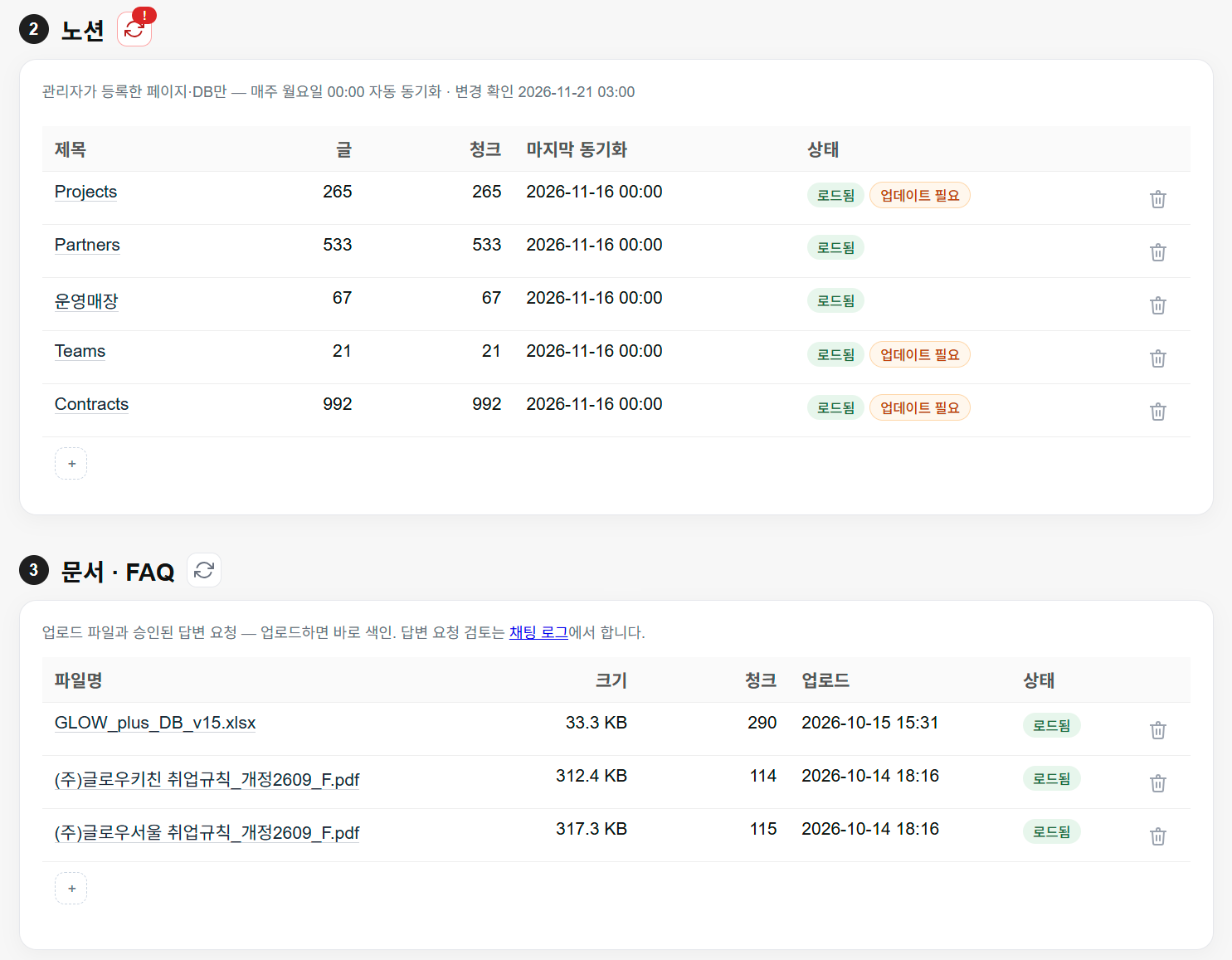 2 노션 !
관리자가 등록한 페이지·DB만 — 매주 월요일 00:00 자동 동기화 · 변경 확인 2026-11-21 03:00
제목 글 청크 마지막 동기화 상태
Projects 265 265 2026-11-16 00:00 로드됨 업데이트 필요
Partners 533 533 2026-11-16 00:00 로드됨
운영매장 67 67 2026-11-16 00:00 로드됨
Teams 21 21 2026-11-16 00:00 로드됨 업데이트 필요
Contracts 992 992 2026-11-16 00:00 로드됨 업데이트 필요
+
3 문서 · FAQ
업로드 파일과 승인된 답변 요청 — 업로드하면 바로 색인. 답변 요청 검토는 채팅 로그에서 합니다.
파일명 크기 청크 업로드 상태
GLOW_plus_DB_v15.xlsx 33.3 KB 290 2026-10-15 15:31 로드됨
(주)글로우키친 취업규칙_개정2609_F.pdf 312.4 KB 114 2026-10-14 18:16 로드됨
(주)글로우서울 취업규칙_개정2609_F.pdf 317.3 KB 115 2026-10-14 18:16 로드됨
+